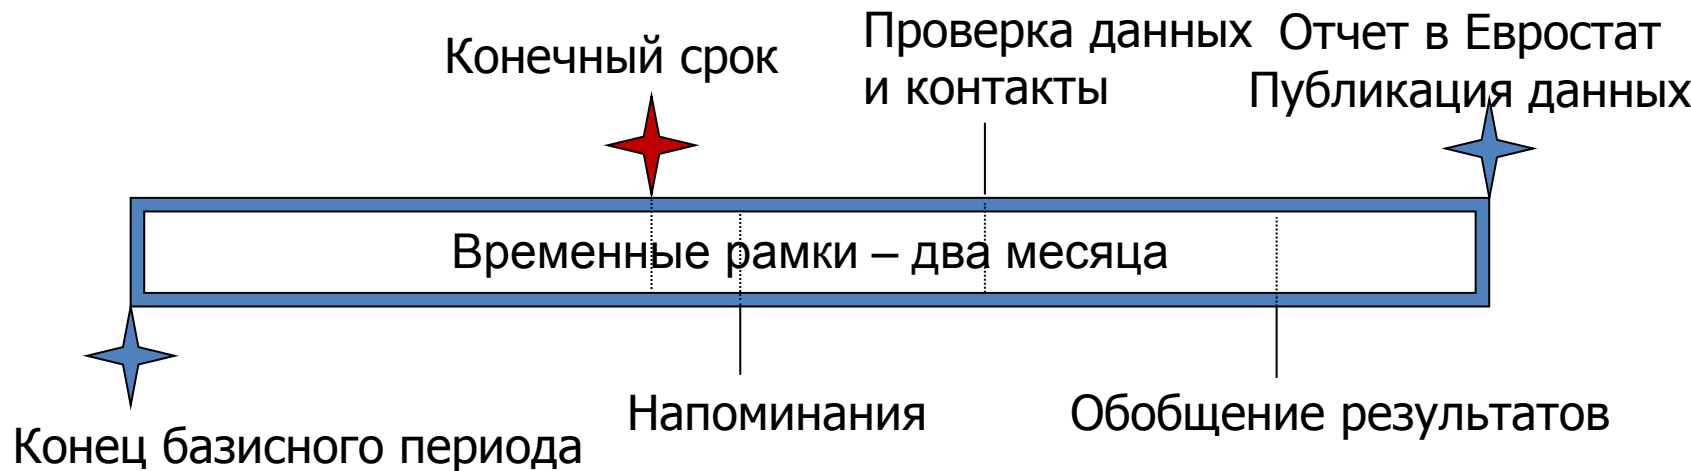 Конечный срок
Проверка данных
и контакты
Отчет в Евростат
Публикация данных
Временные рамки – два месяца
Напоминания
Обобщение результатов
Конец базисного периода